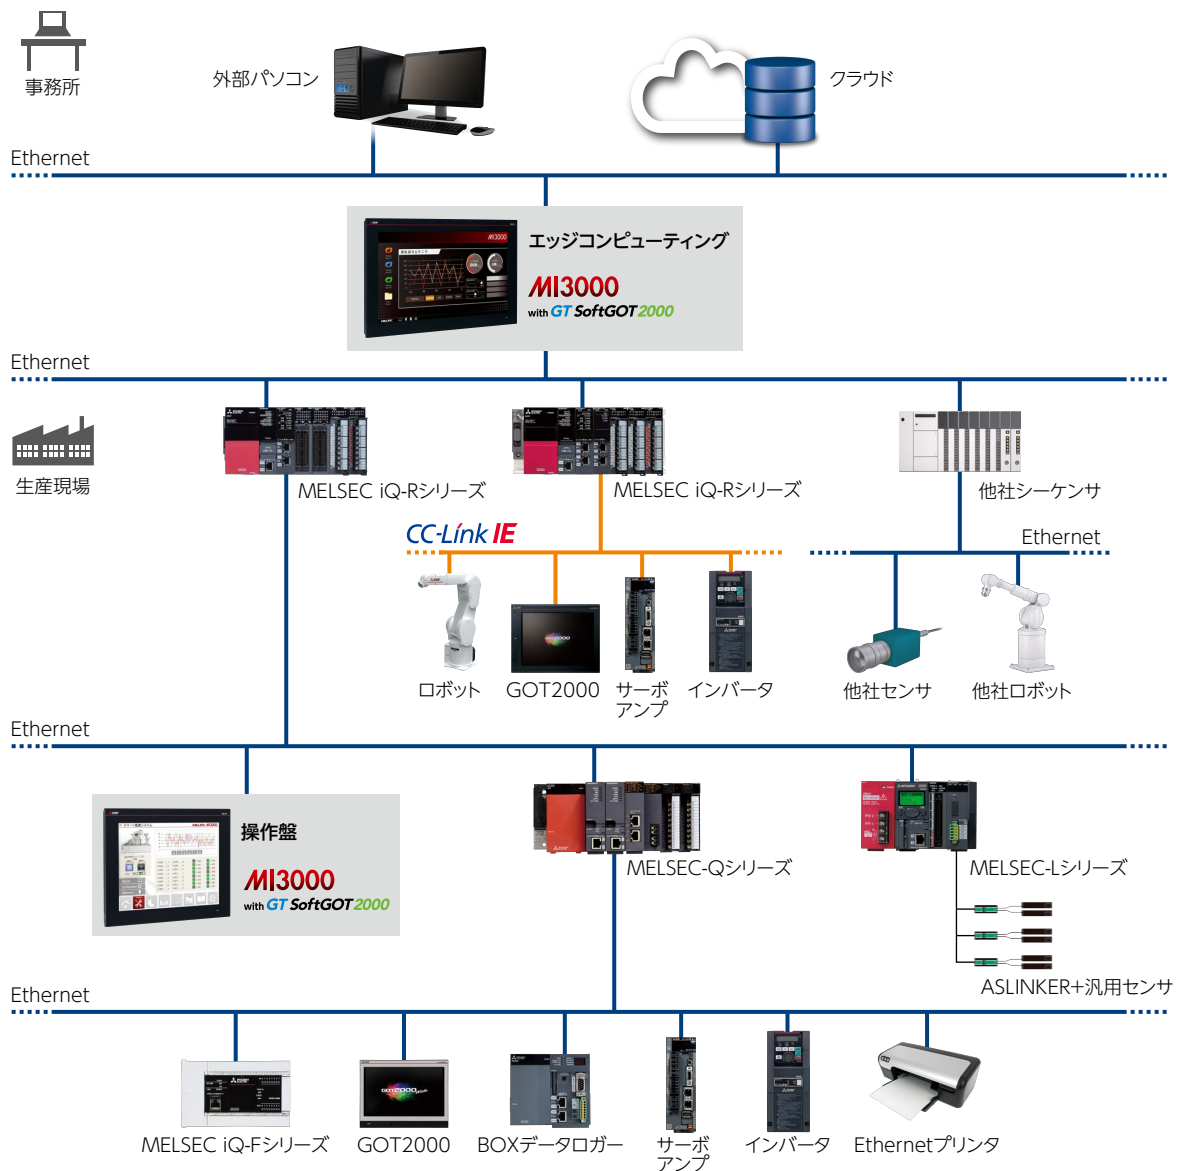 事務所
外部パソコン
クラウド
Ethernet
エッジコンピューティング
MI3000
MI3000
with GT SoftGOT 2000
Ethernet
生産現場
MELSEC iQ-Rシリーズ
MELSEC iQ-Rシリーズ
他社シーケンサ
CC-Link IE
Ethernet
ロボット
GOT2000
サーボ
アンプ
インバータ
他社センサ
他社ロボット
Ethernet
操作盤
MI3000
with GT SoftGOT 2000
MELSEC-Qシリーズ
MELSEC-Lシリーズ
ASLINKER+汎用センサ
Ethernet
MELSEC iQ-Fシリーズ
GOT2000
BOXデータロガー
サーボ
アンプ
インバータ
Ethernetプリンタ